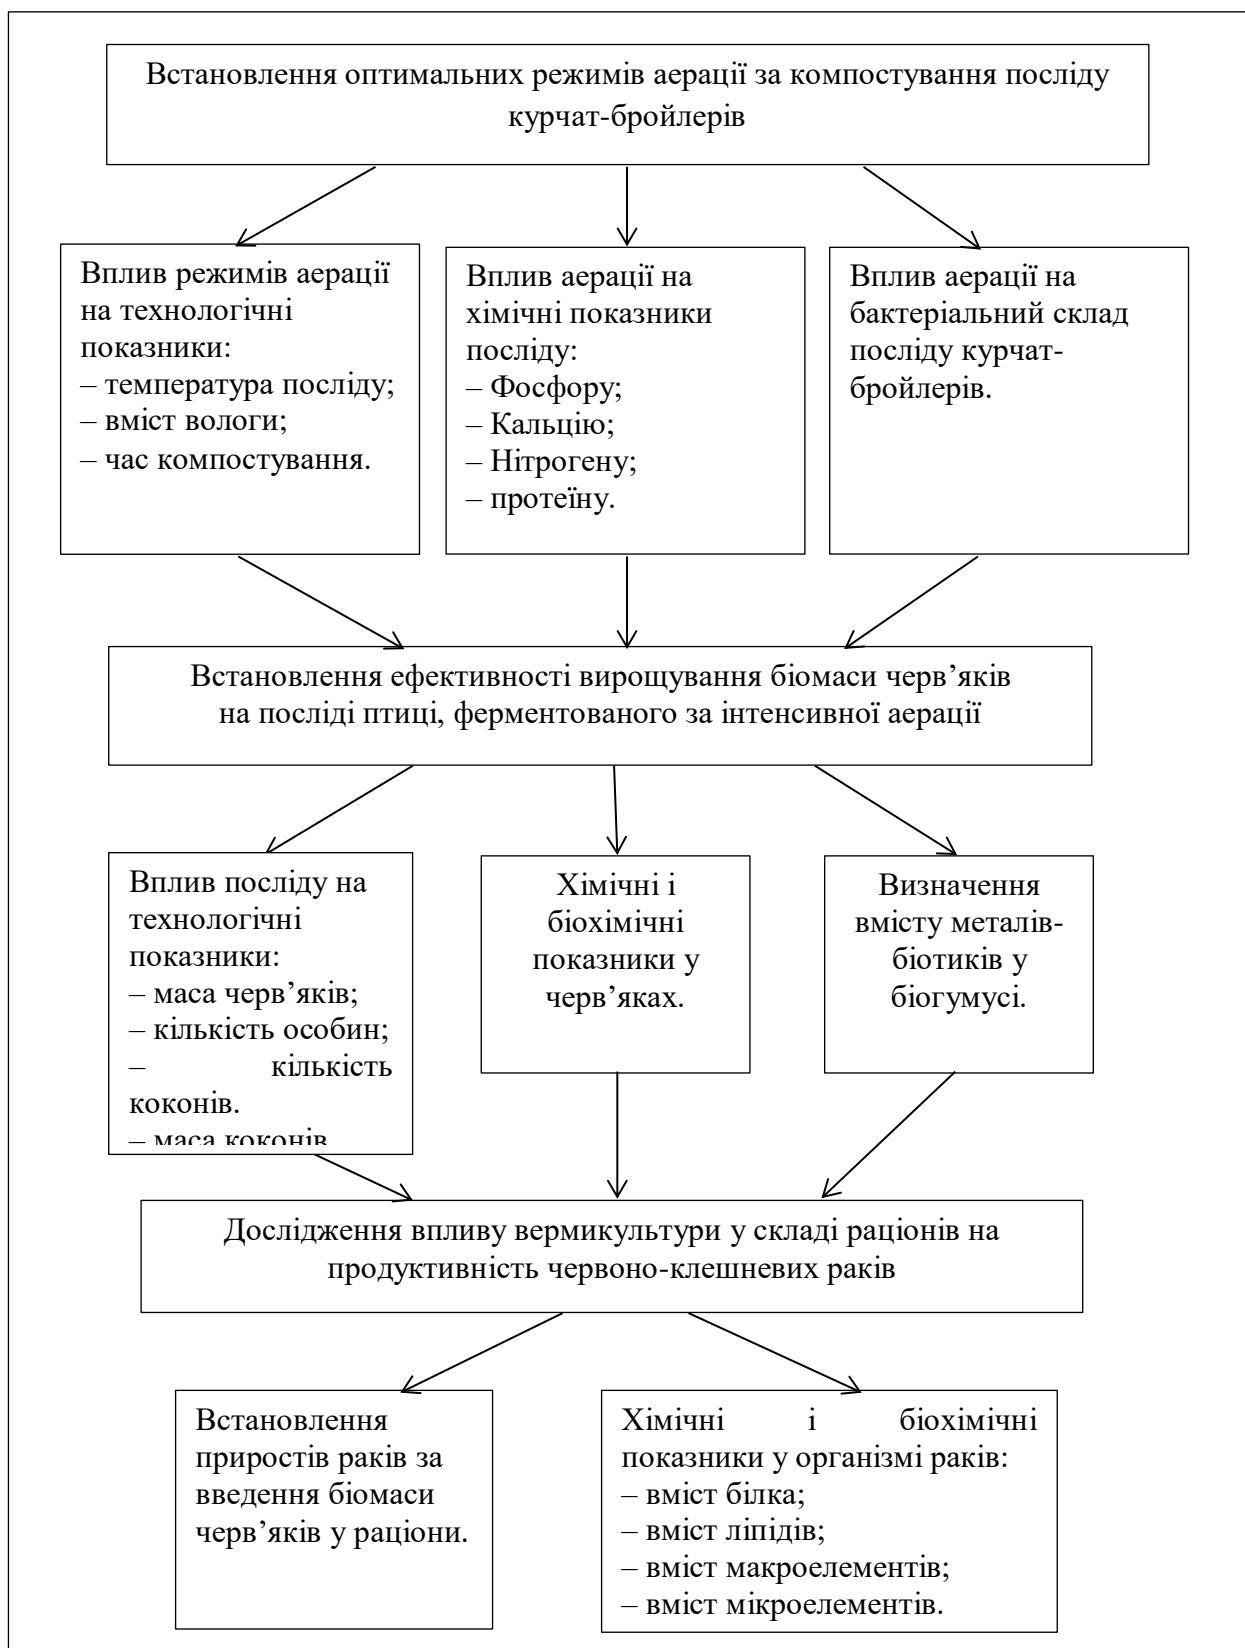 Встановлення оптимальних режимів аерації за компостування посліду
курчат-бройлерів
Вплив режимів аерації
на технологічні
показники:
– температура посліду;
– вміст вологи;
– час компостування.
Вплив аерації на
хімічні показники
посліду:
– Фосфору;
– Кальцію;
– Нітрогену;
– протеїну.
Вплив аерації на
бактеріальний склад
посліду курчат-
бройлерів.
Встановлення ефективності вирощування біомаси черв’яків
на посліді птиці, ферментованого за інтенсивної аерації
Вплив посліду на
технологічні
показники:
– маса черв’яків;
– кількість особин;
– кількість
коконів.
– маса коконів
Хімічні і
біохімічні
показники у
черв’яках.
Визначення
вмісту металів-
біотиків у
біогумусі.
Дослідження впливу вермикультури у складі раціонів на
продуктивність червоно-клешневих раків
Встановлення
приростів раків за
введення біомаси
черв’яків у раціони.
Хімічні і біохімічні
показники у організмі раків:
– вміст білка;
– вміст ліпідів;
– вміст макроелементів;
– вміст мікроелементів.